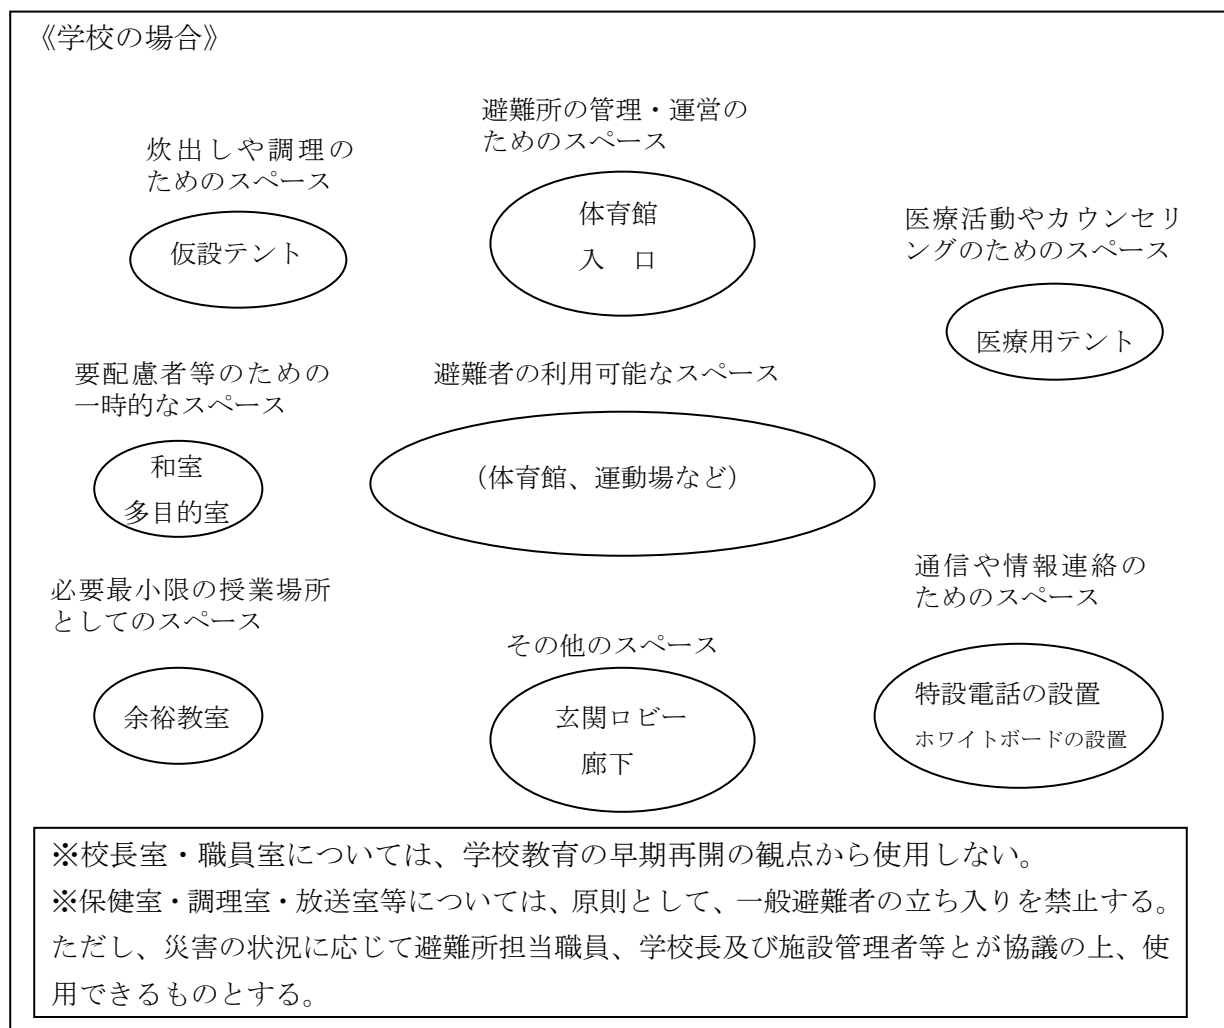 《学校の場合》
避難所の管理・運営の
ためのスペース
体育館
入　口
炊出しや調理の
ためのスペース
仮設テント
医療活動やカウンセリ
ングのためのスペース
医療用テント
要配慮者等のための
一時的なスペース
和室
多目的室
避難者の利用可能なスペース
（体育館、運動場など）
必要最小限の授業場所
としてのスペース
余裕教室
その他のスペース
玄関ロビー
廊下
通信や情報連絡の
ためのスペース
特設電話の設置
ホワイトボードの設置
※校長室・職員室については、学校教育の早期再開の観点から使用しない。
※保健室・調理室・放送室等については、原則として、一般避難者の立ち入りを禁止する。
ただし、災害の状況に応じて避難所担当職員、学校長及び施設管理者等とが協議の上、使
用できるものとする。